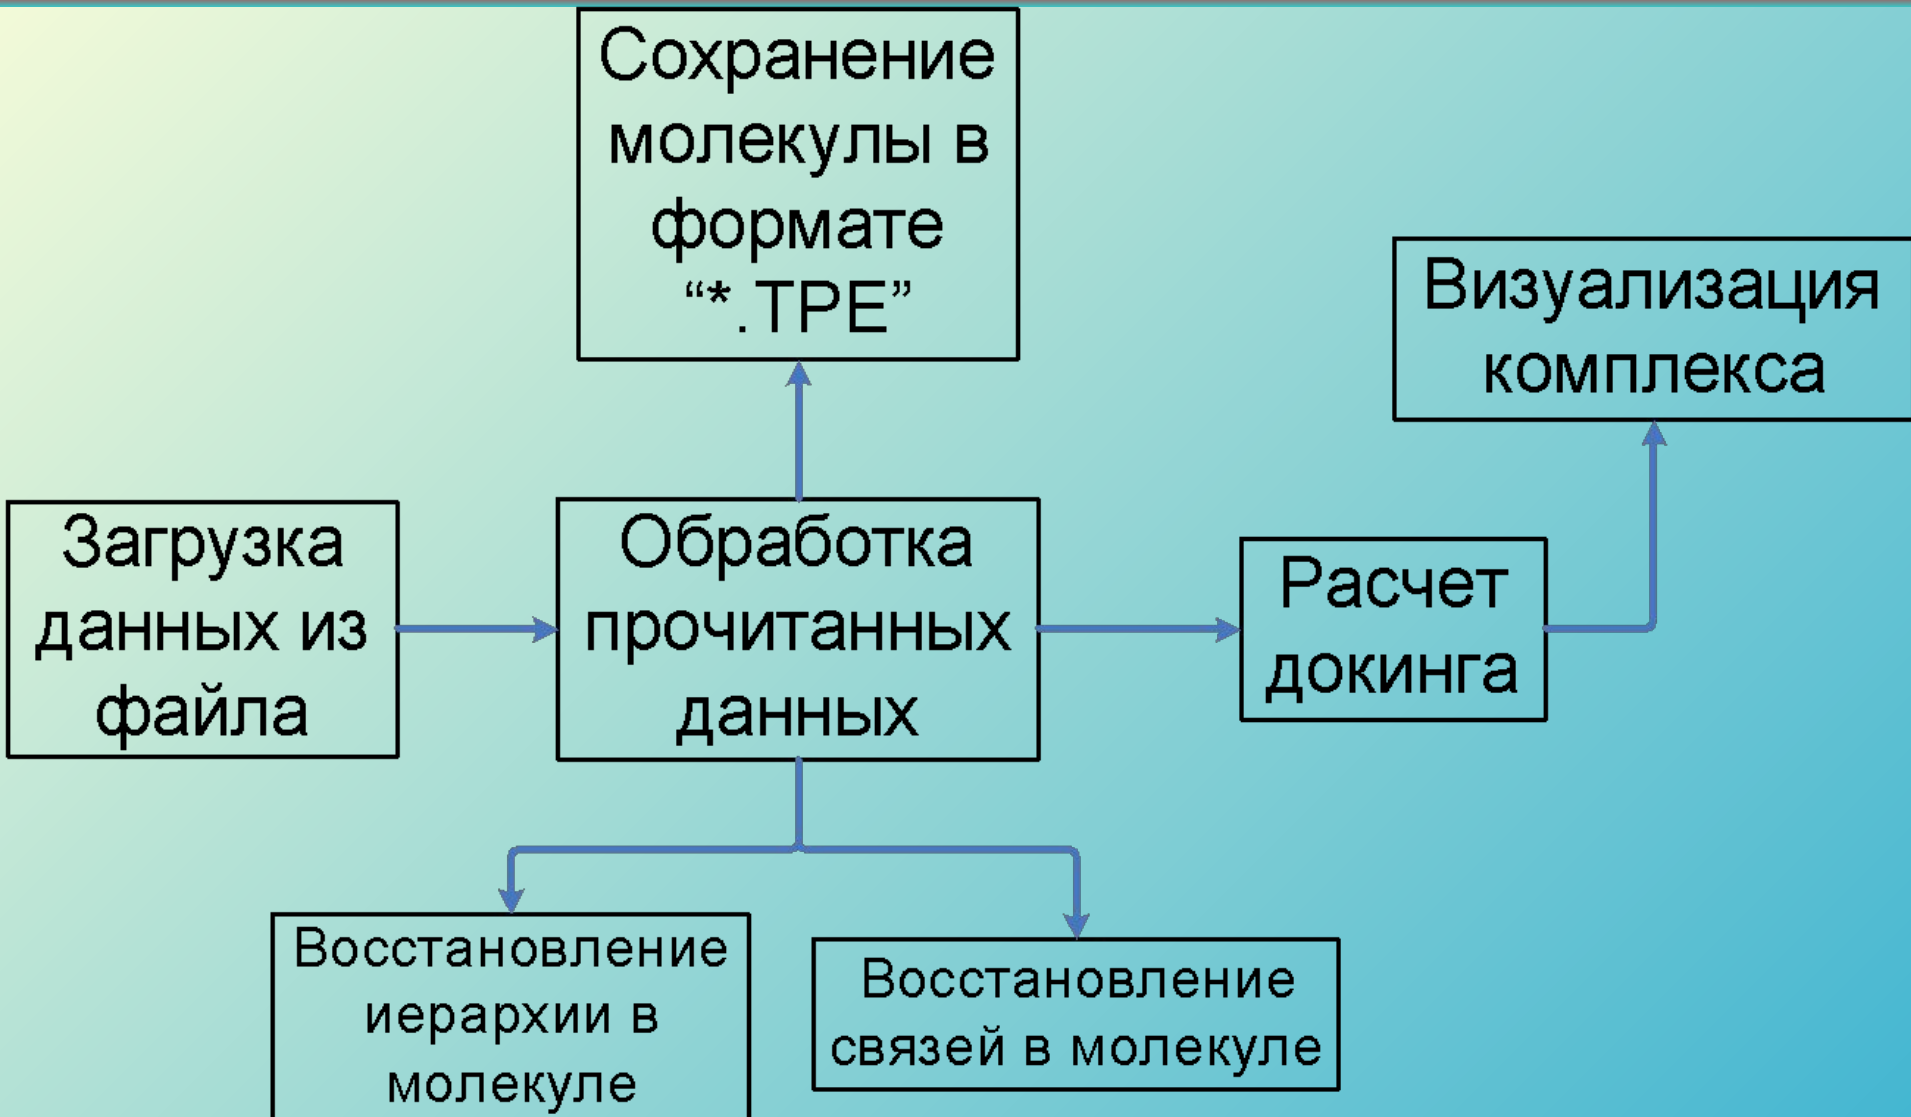 Сохранение
молекулы в
формате
“*.TPE”
Визуализация
комплекса
Загрузка
данных из
файла
Обработка
прочитанных
данных
Расчет
докинга
Восстановление
иерархии в
молекуле
Восстановление
связей в молекуле